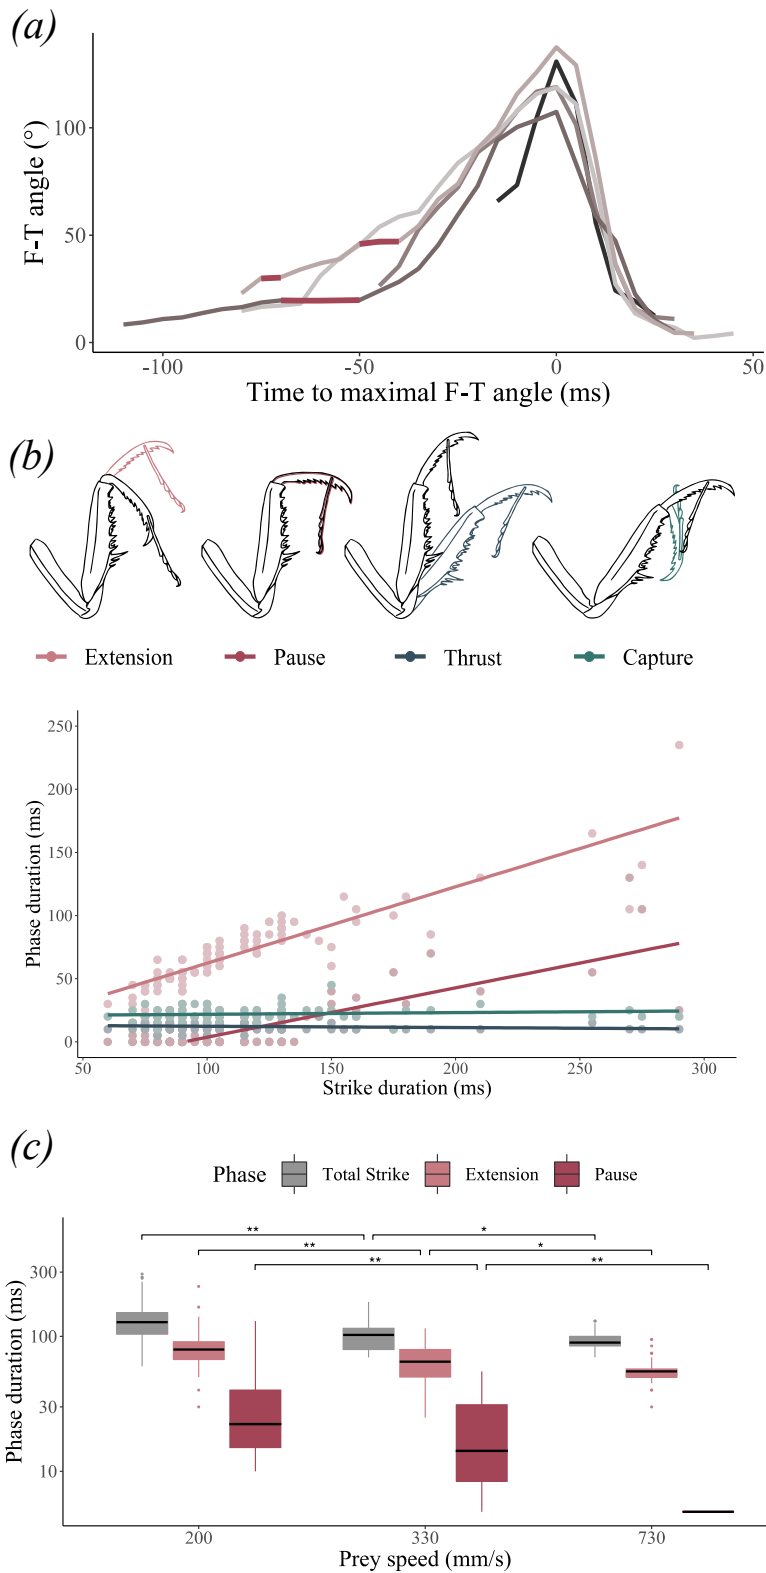 (a)
F-T angle (°)
100
50
0
-100
-50
0
50
Time to maximal F-T angle (ms)
(b)
Extension
Pause
Thrust
Capture
Phase duration (ms)
250
200
150
100
50
0
50
100
150
200
250
300
Strike duration (ms)
(c)
Phase
Total Strike
Extension
Pause
**
*
**
*
**
**
Phase duration (ms)
300
100
30
10
200
330
730
Prey speed (mm/s)